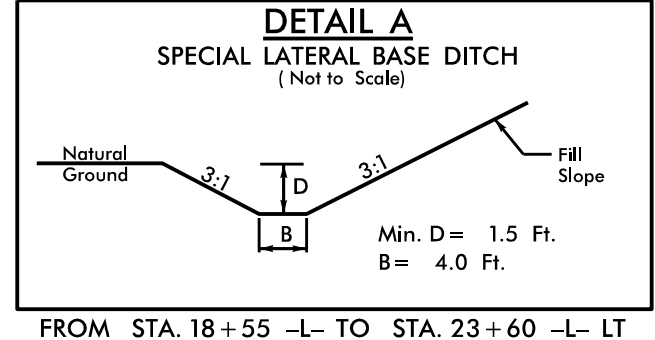 DETAIL A
SPECIAL LATERAL BASE DITCH
( Not to Scale)
Natural
Ground
3:1
D
3:1
Fill
Slope
B
Min. D = 1.5 Ft.
B = 4.0 Ft.
FROM STA. 18+55 -L- TO STA. 23+60 -L- LT